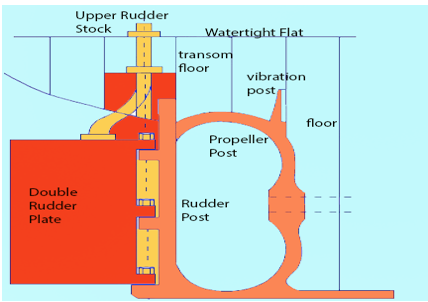 Upper Rudder
Stock
Watertight Flat
transom
floor
vibration
post
floor
Propeller
Post
Double
Rudder
Plate
Rudder
Post